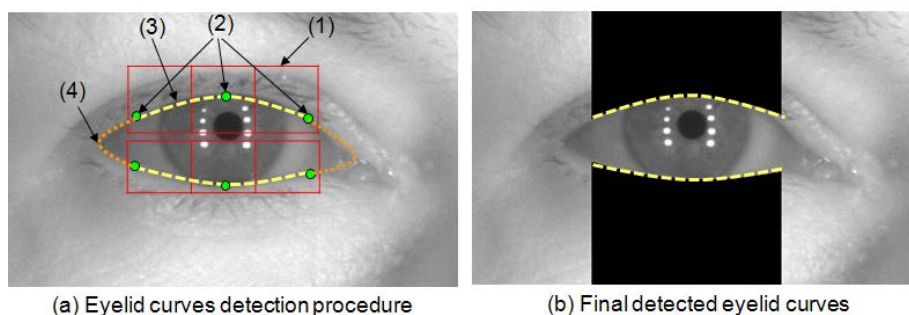 (1)
(2)
(3)
(4)
(a) Eyelid curves detection procedure
(b) Final detected eyelid curves